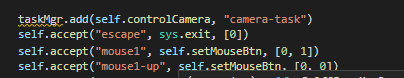 taskMgr.add(self.controlCamera, "camera-task")
self.accept("escape", sys.exit, [0])
self.accept("mouse1", self.setMouseBtn, [0, 1])
self.accept("mouse1-up", self.setMouseBtn, [0, 0])